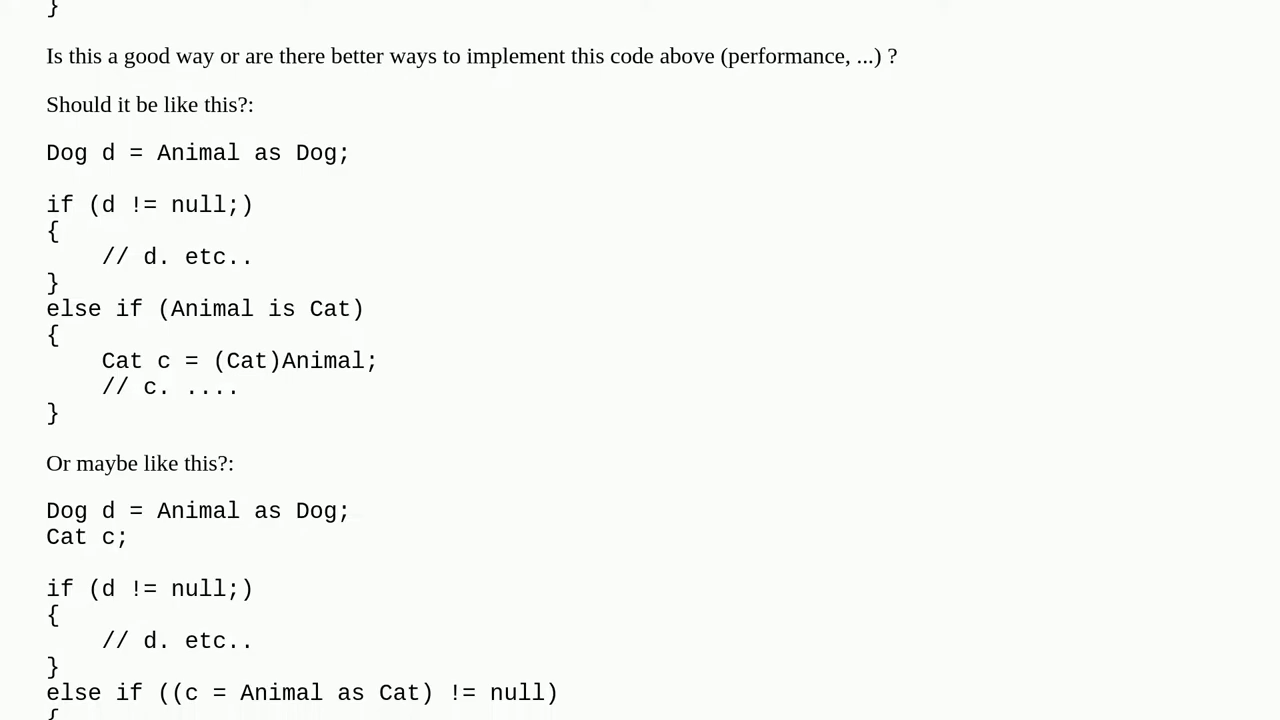 }
Is this a good way or are there better ways to implement this code above (performance, ...) ?
Should it be like this?:
Dog d = Animal as Dog;
if (d != null;)
{
    // d. etc..
}
else if (Animal is Cat)
{
    Cat c = (Cat)Animal;
    // c. ....
}
Or maybe like this?:
Dog d = Animal as Dog;
Cat c;
if (d != null;)
{
    // d. etc..
}
else if ((c = Animal as Cat) != null)
{